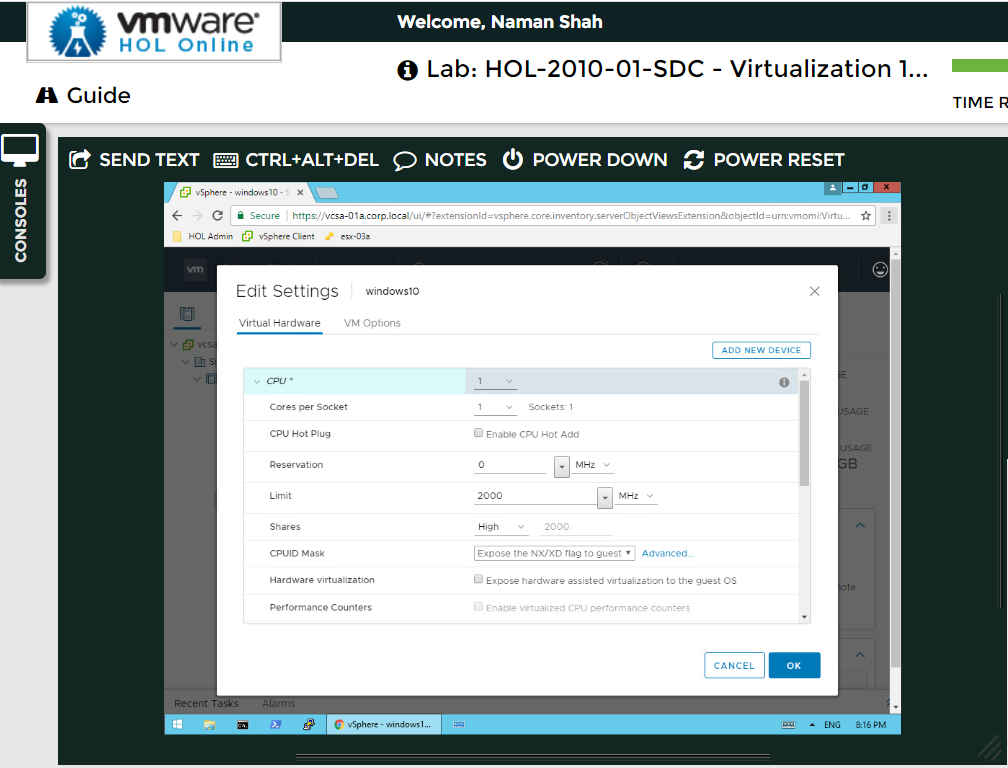 vmware®
HOL Online
Welcome, Naman Shah
Lab: HOL-2010-01-SDC - Virtualization 1...
Guide
TIME R
CONSOLES
SEND TEXT CTRL+ALT+DEL NOTES POWER DOWN POWER RESET
vSphere - windows10 - S
Secure https://vcsa-01a.corp.local/ui/#?extensionId=vsphere.core.inventory.serverObjectViewsExtension&objectId=urn:vmomi:Virtu...
HOL Admin vSphere Client esx-03a
vm
Edit Settings windows10
Virtual Hardware VM Options
ADD NEW DEVICE
CPU * 1
Cores per Socket 1 Sockets: 1
CPU Hot Plug Enable CPU Hot Add
Reservation 0 MHz
Limit 2000 MHz
Shares High 2000
CPUID Mask Expose the NX/XD flag to guest Advanced...
Hardware virtualization Expose hardware assisted virtualization to the guest OS
Performance Counters Enable virtualized CPU performance counters
CANCEL OK
vcsa
USAGE
USAGE
GB
ote
Recent Tasks Alarms
vSphere - windows1... ENG 8:16 PM